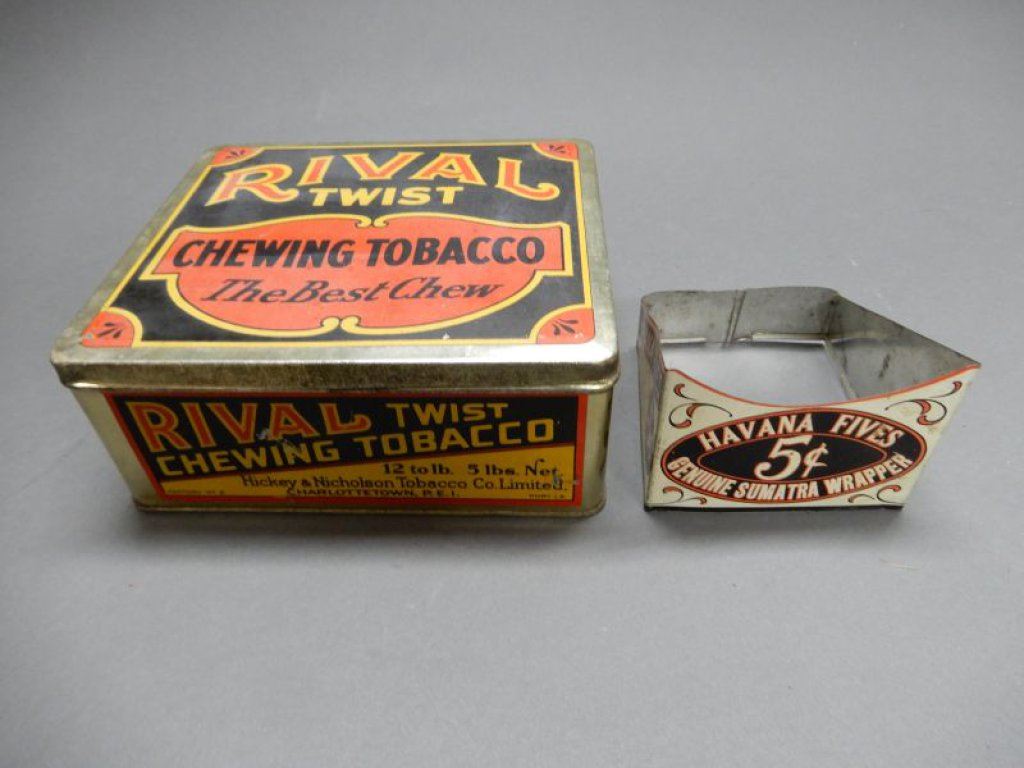 RIVAL
TWIST
CHEWING TOBACCO
The Best Chew
RIVAL TWIST
CHEWING TOBACCO
12 to lb. 5 lbs. Net.
Hickey & Nicholson Tobacco Co. Limited.
CHARLOTTETOWN, P.E.I.
HAVANA FIVES
5¢
GENUINE SUMATRA WRAPPER